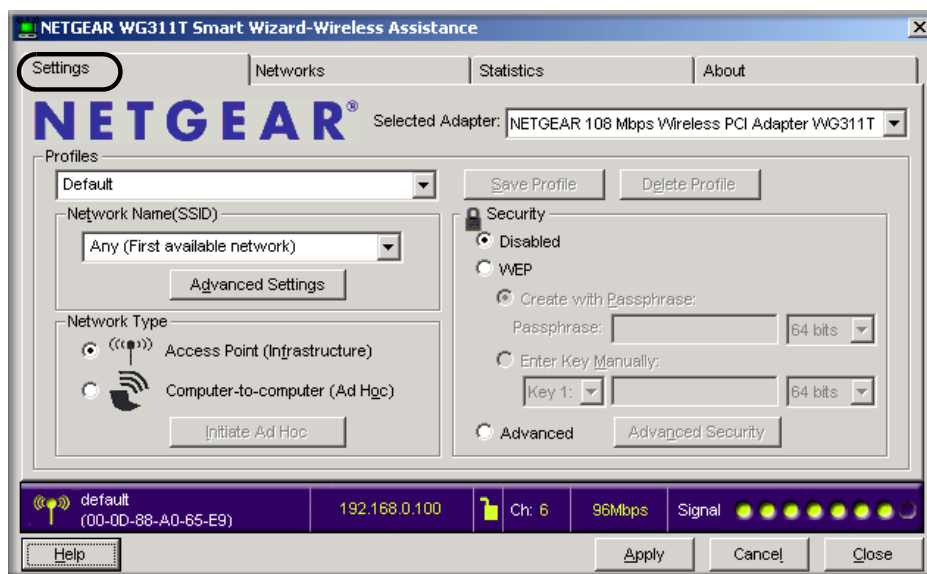 NETGEAR WG311T Smart Wizard-Wireless Assistance
Settings
Networks
Statistics
About
NETGEAR®
Selected Adapter: NETGEAR 108 Mbps Wireless PCI Adapter WG311T
Profiles
Default
Save Profile
Delete Profile
Network Name(SSID)
Any (First available network)
Advanced Settings
Network Type
Access Point (Infrastructure)
Computer-to-computer (Ad Hoc)
Initiate Ad Hoc
Security
Disabled
WEP
Create with Passphrase:
Passphrase: 64 bits
Enter Key Manually:
Key 1: 64 bits
Advanced
Advanced Security
default
(00-0D-88-A0-65-E9)
192.168.0.100
Ch: 6
96Mbps
Signal
Help
Apply
Cancel
Close